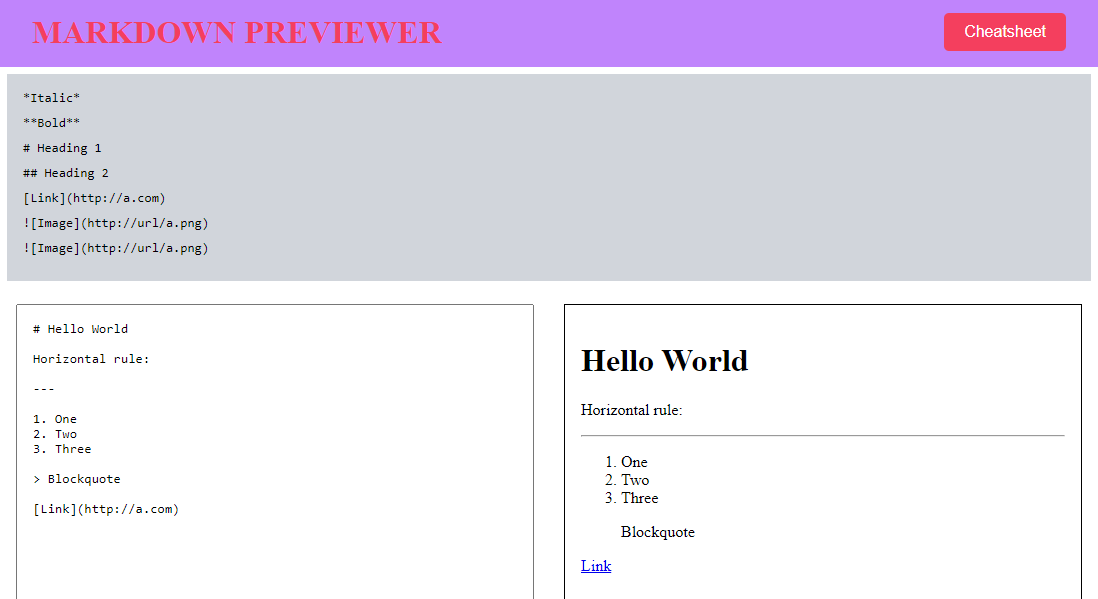 MARKDOWN PREVIEWER
Cheatsheet
*Italic*
**Bold**
# Heading 1
## Heading 2
[Link](http://a.com)
![Image](http://url/a.png)
![Image](http://url/a.png)
# Hello World
Horizontal rule:
---
1. One
2. Two
3. Three
> Blockquote
[Link](http://a.com)
Hello World
Horizontal rule:
1. One
2. Two
3. Three
Blockquote
Link